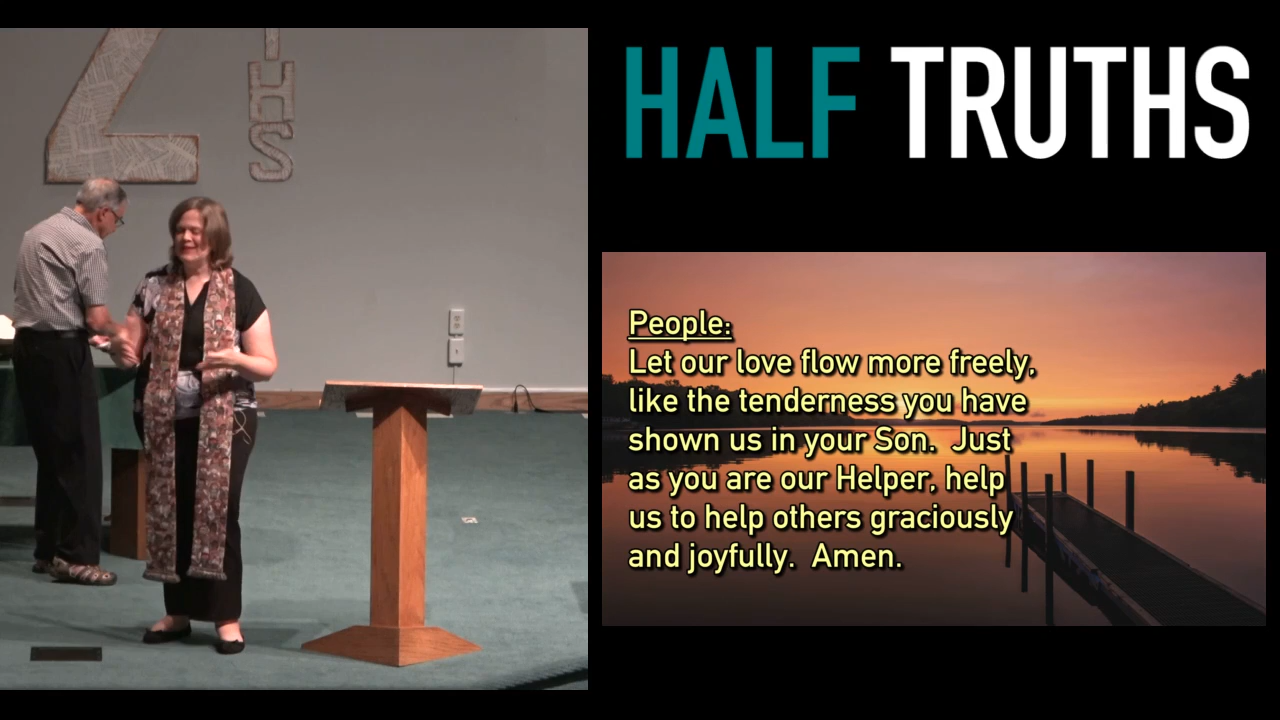 HALF TRUTHS
People:
Let our love flow more freely,
like the tenderness you have
shown us in your Son.  Just
as you are our Helper, help
us to help others graciously
and joyfully.  Amen.